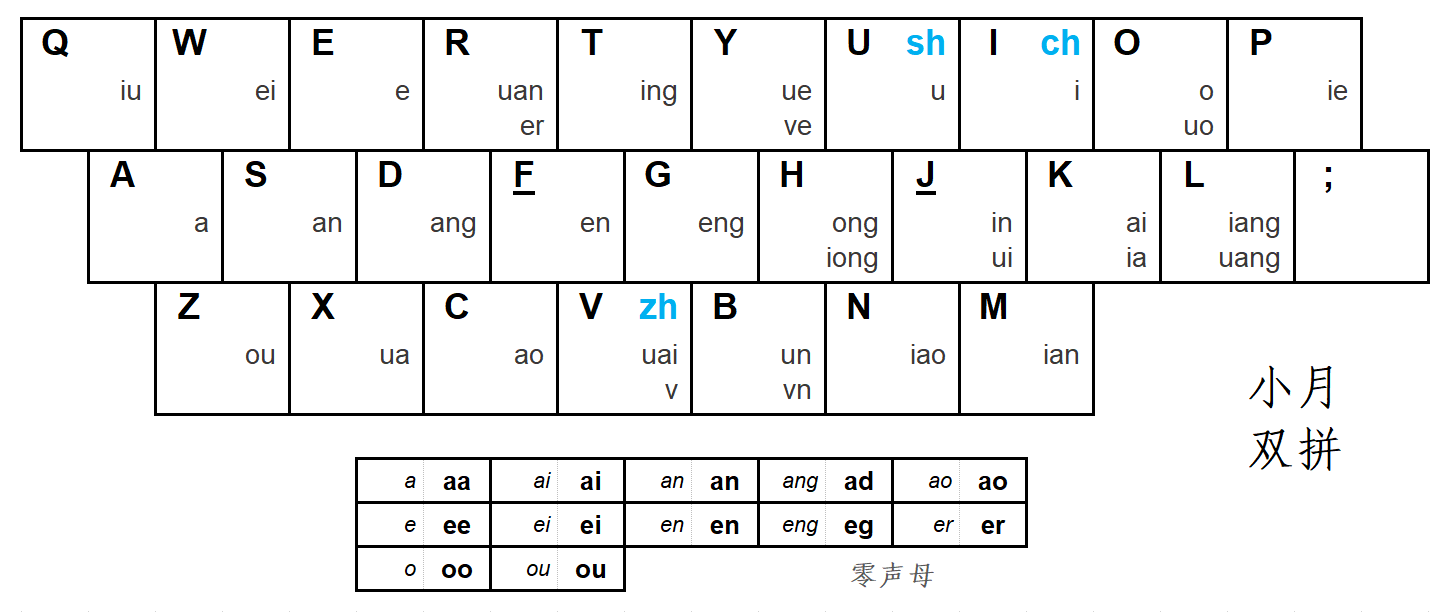 Q W E R T Y U sh I ch O P
iu ei e uan ing ue u i o ie
er ve uo
A S D F G H J K L ;
a an ang en eng ong in ai iang
iong ui ia uang
Z X C V zh B N M
ou ua ao uai un iao ian
v vn
小月
双拼
a aa ai ai an an ang ad ao ao
e ee ei ei en en eng eg er er
o oo ou ou
零声母